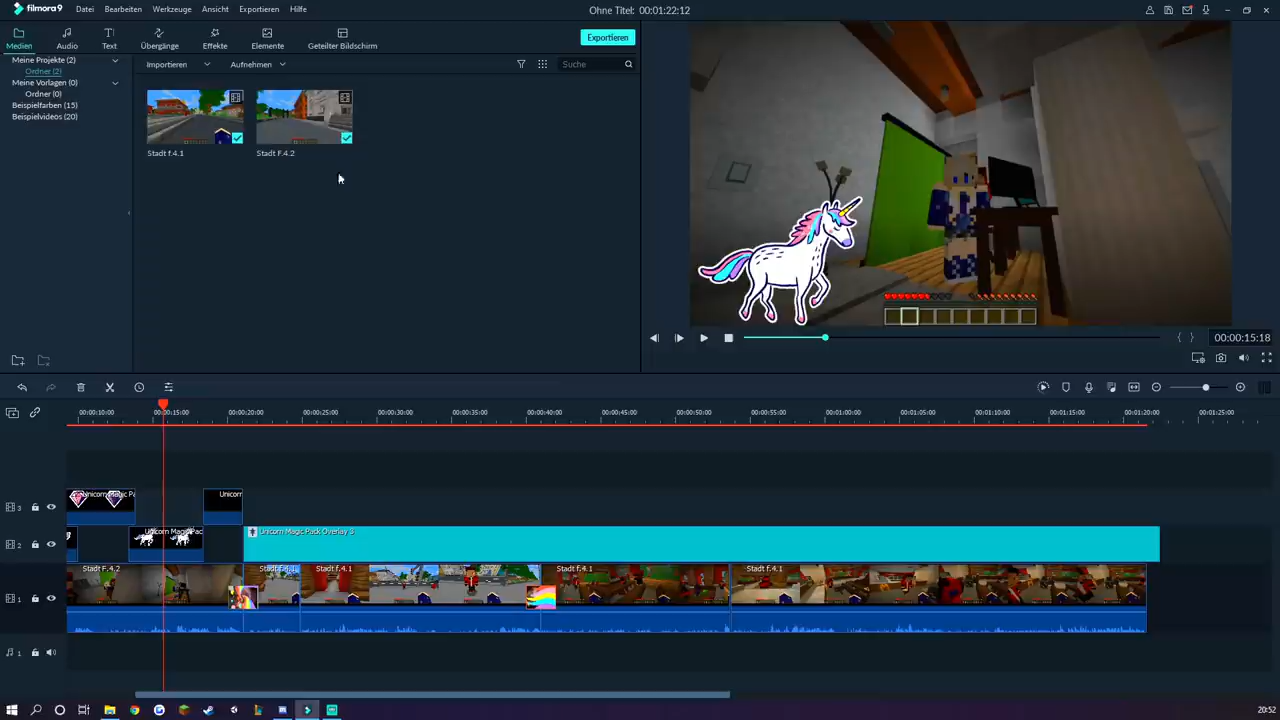 filmora9 Datei Bearbeiten Werkzeuge Ansicht Exportieren Hilfe Ohne Titel: 00:01:22:12
Medien Audio Text Übergänge Effekte Elemente Geteilter Bildschirm Exportieren
Meine Projekte (2) Importieren Aufnehmen Suche
Ordner (2)
Meine Vorlagen (0)
Ordner (0)
Beispielfarben (15)
Beispielvideos (20)
Stadt f.4.1 Stadt F.4.2
00:00:15:18
00:00:10:00 00:00:15:00 00:00:20:00 00:00:25:00 00:00:30:00 00:00:35:00 00:00:40:00 00:00:45:00 00:00:50:00 00:00:55:00 00:01:00:00 00:01:05:00 00:01:10:00 00:01:15:00 00:01:20:00 00:01:25:00
3 Unicorn Magic Pa Unicorn
2 Unicorn Magic Pac Unicorn Magic Pack Overlay 3
1 Stadt F.4.2 Stadt f.4.1 Stadt f.4.1 Stadt f.4.1 Stadt f.4.1
1
20:52